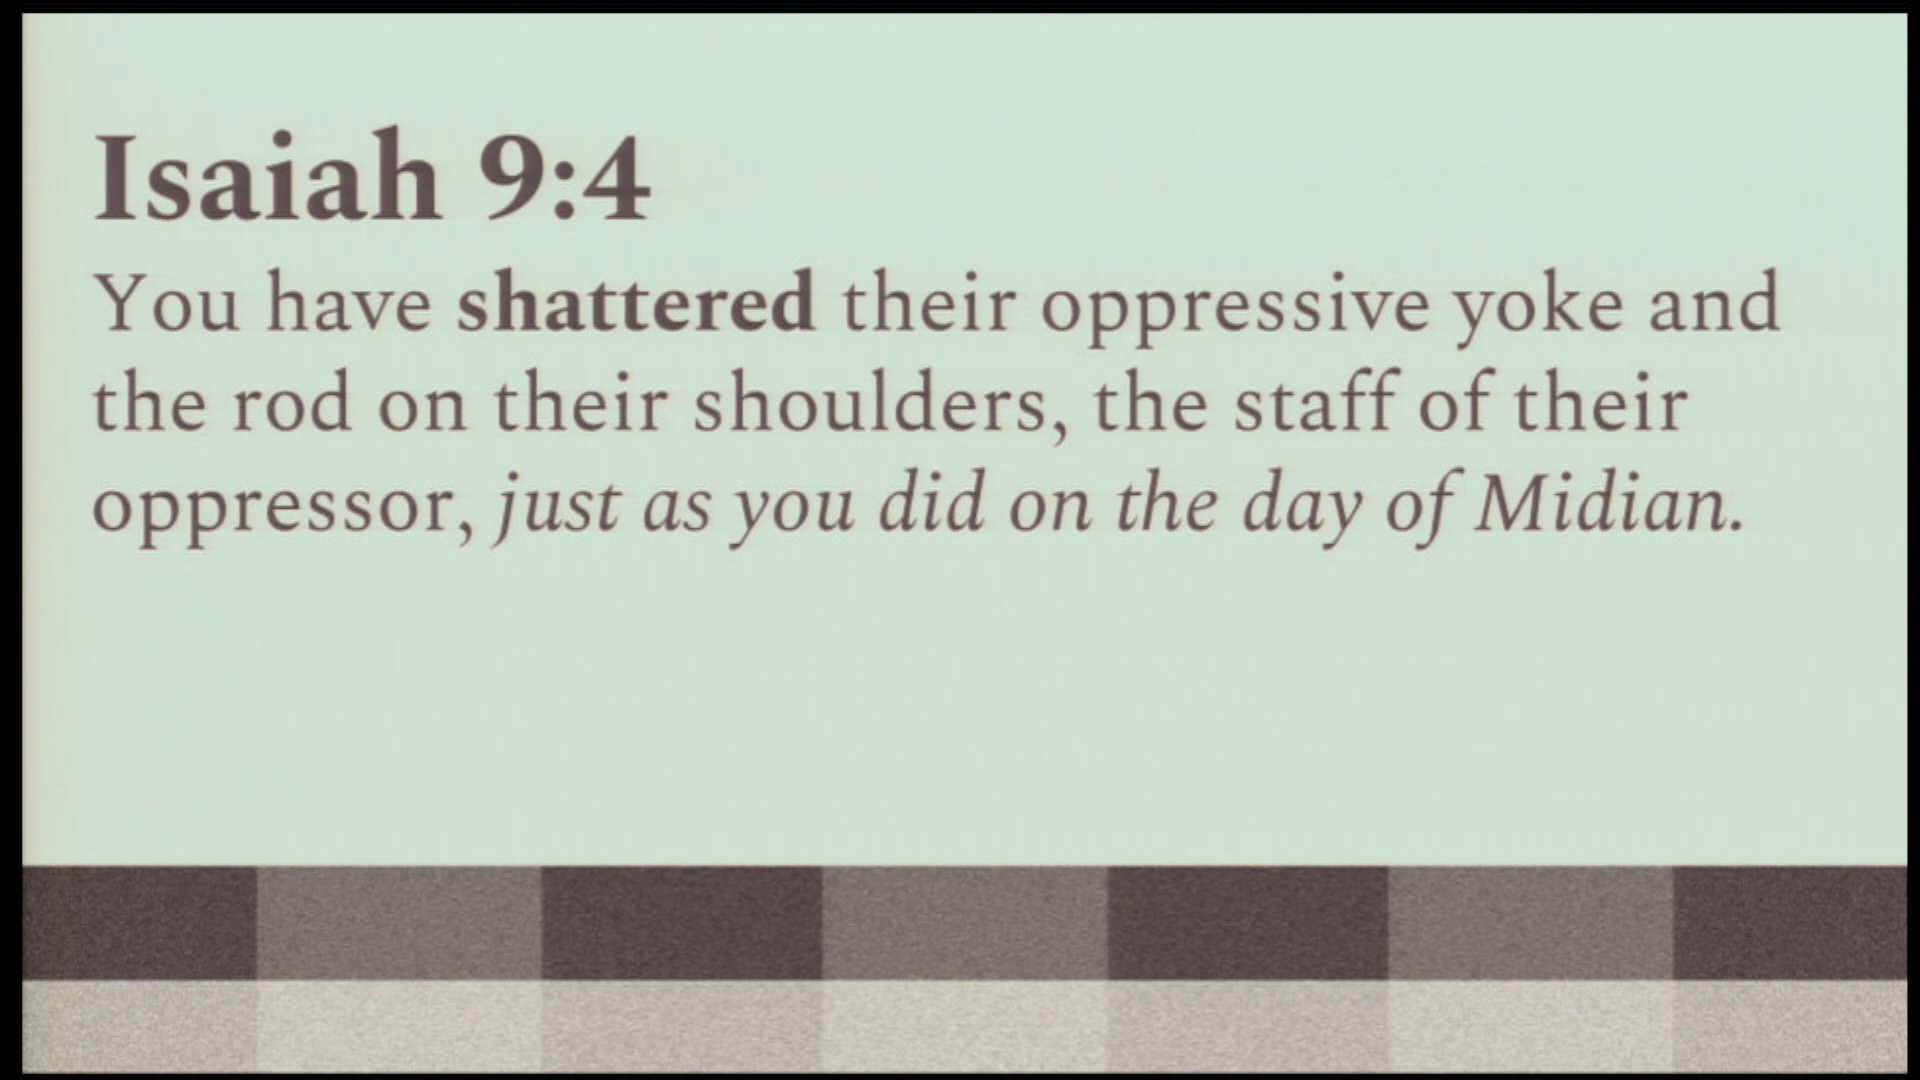 Isaiah 9:4
You have shattered their oppressive yoke and
the rod on their shoulders, the staff of their
oppressor, just as you did on the day of Midian.